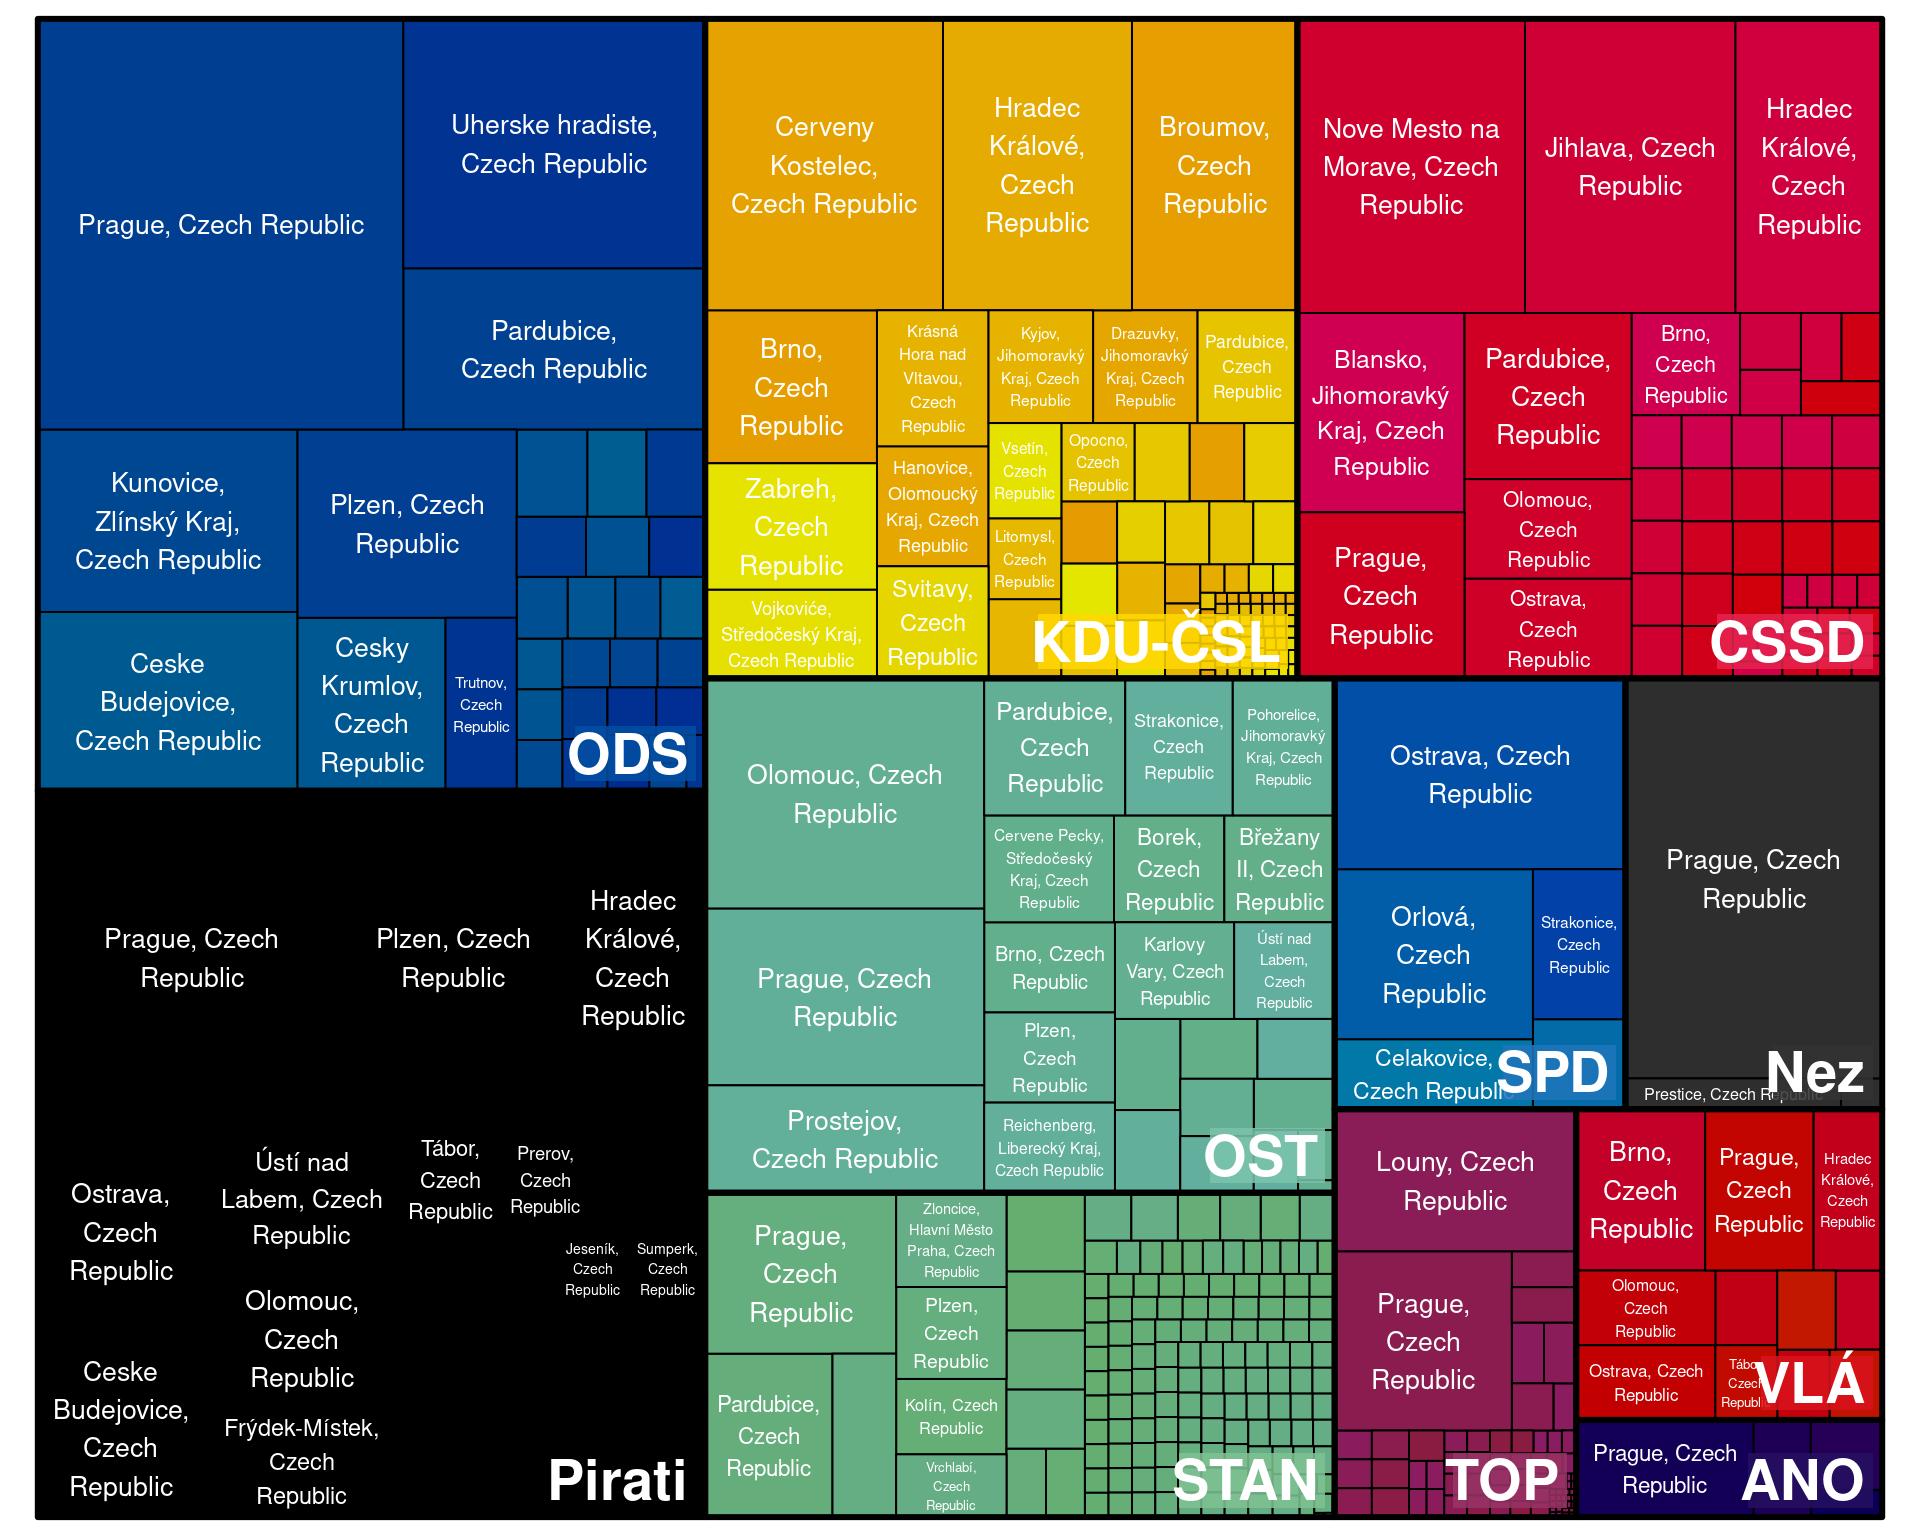 Prague, Czech Republic
Uherske hradiste,
Czech Republic
Pardubice,
Czech Republic
Kunovice,
Zlínský Kraj,
Czech Republic
Plzen, Czech
Republic
Ceske
Budejovice,
Czech Republic
Cesky
Krumlov,
Czech
Republic
Trutnov,
Czech
Republic
ODS
Cerveny
Kostelec,
Czech Republic
Hradec
Králové,
Czech
Republic
Broumov,
Czech
Republic
Brno,
Czech
Republic
Krásná
Hora nad
Vltavou,
Czech
Republic
Kyjov,
Jihomoravký
Kraj, Czech
Republic
Drazuvky,
Jihomoravký
Kraj, Czech
Republic
Pardubice,
Czech
Republic
Zabreh,
Czech
Republic
Hanovice,
Olomoucký
Kraj, Czech
Republic
Vsetín,
Czech
Republic
Opocno,
Czech
Republic
Litomysl,
Czech
Republic
Vojkoviće,
Středočeský Kraj,
Czech Republic
Svitavy,
Czech
Republic
KDU-ČSL
Nove Mesto na
Morave, Czech
Republic
Jihlava, Czech
Republic
Hradec
Králové,
Czech
Republic
Blansko,
Jihomoravký
Kraj, Czech
Republic
Pardubice,
Czech
Republic
Brno,
Czech
Republic
Prague,
Czech
Republic
Olomouc,
Czech
Republic
Ostrava,
Czech
Republic
CSSD
Prague, Czech
Republic
Plzen, Czech
Republic
Hradec
Králové,
Czech
Republic
Ostrava,
Czech
Republic
Ústí nad
Labem, Czech
Republic
Tábor,
Czech
Republic
Prerov,
Czech
Republic
Jeseník,
Czech
Republic
Sumperk,
Czech
Republic
Olomouc,
Czech
Republic
Ceske
Budejovice,
Czech
Republic
Frýdek-Místek,
Czech
Republic
Pirati
Olomouc, Czech
Republic
Pardubice,
Czech
Republic
Strakonice,
Czech
Republic
Pohorelice,
Jihomoravký
Kraj, Czech
Republic
Cervene Pecky,
Středočeský
Kraj, Czech
Republic
Borek,
Czech
Republic
Břežany
II, Czech
Republic
Prague, Czech
Republic
Brno, Czech
Republic
Karlovy
Vary, Czech
Republic
Ústí nad
Labem,
Czech
Republic
Plzen,
Czech
Republic
Prostejov,
Czech Republic
Reichenberg,
Liberecký Kraj,
Czech Republic
OST
Ostrava, Czech
Republic
Orlová,
Czech
Republic
Strakonice,
Czech
Republic
Celakovice,
Czech Republic
SPD
Prague, Czech
Republic
Prestice, Czech Republic
Nez
Prague,
Czech
Republic
Zloncice,
Hlavní Město
Praha, Czech
Republic
Plzen,
Czech
Republic
Pardubice,
Czech
Republic
Kolín, Czech
Republic
Vrchlabí,
Czech
Republic
STAN
Louny, Czech
Republic
Prague,
Czech
Republic
TOP
Brno,
Czech
Republic
Prague,
Czech
Republic
Hradec
Králové,
Czech
Republic
Olomouc,
Czech
Republic
Ostrava, Czech
Republic
Tábor,
Czech
Republic
VLÁ
Prague, Czech
Republic
ANO